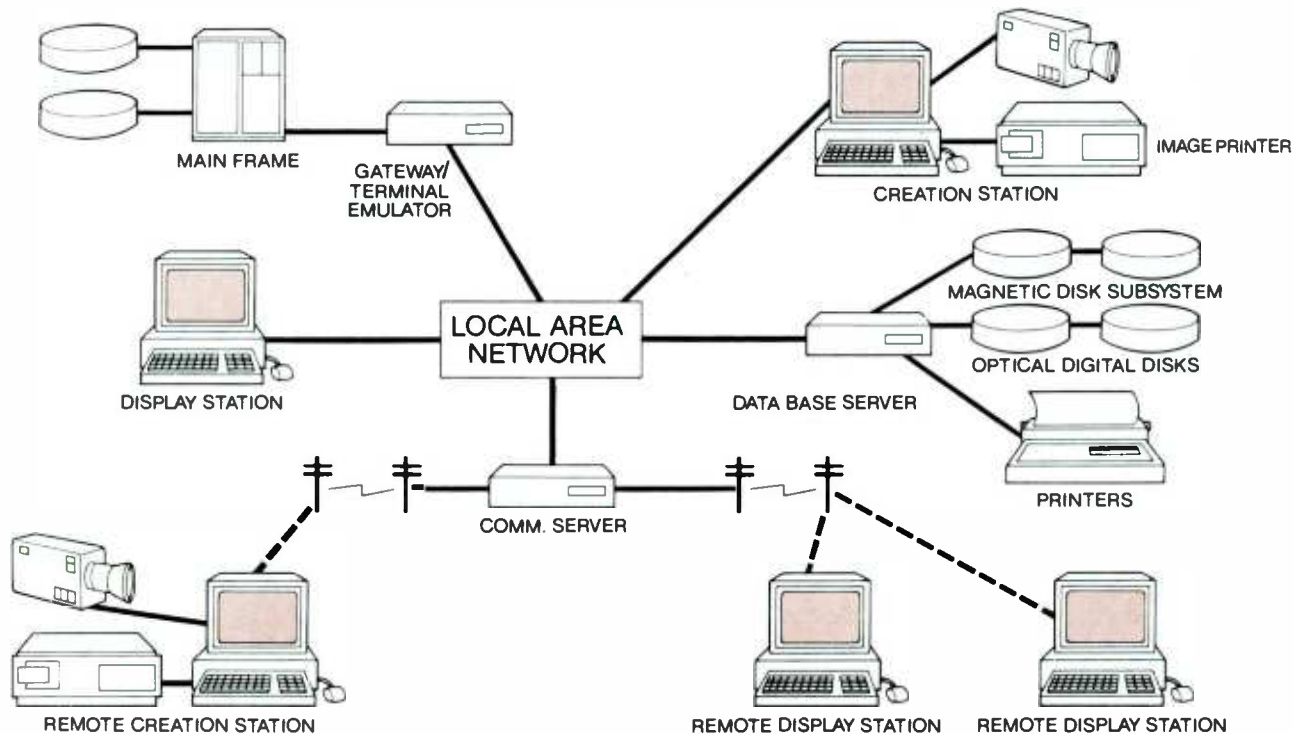 MAIN FRAME
GATEWAY/
TERMINAL
EMULATOR
IMAGE PRINTER
CREATION STATION
MAGNETIC DISK SUBSYSTEM
OPTICAL DIGITAL DISKS
LOCAL AREA
NETWORK
DISPLAY STATION
DATA BASE SERVER
PRINTERS
COMM. SERVER
REMOTE CREATION STATION
REMOTE DISPLAY STATION
REMOTE DISPLAY STATION